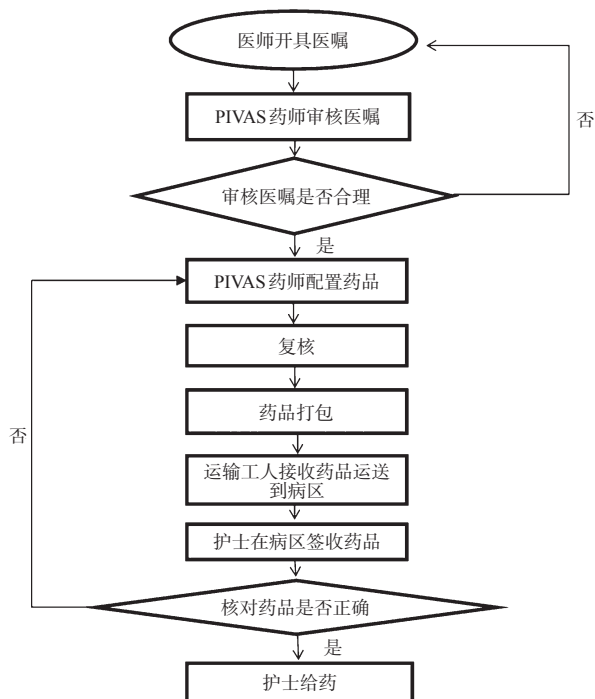 医师开具医嘱
PIVAS药师审核医嘱
否
审核医嘱是否合理
是
PIVAS药师配置药品
复核
药品打包
否
运输工人接收药品运送
到病区
护士在病区签收药品
核对药品是否正确
是
护士给药